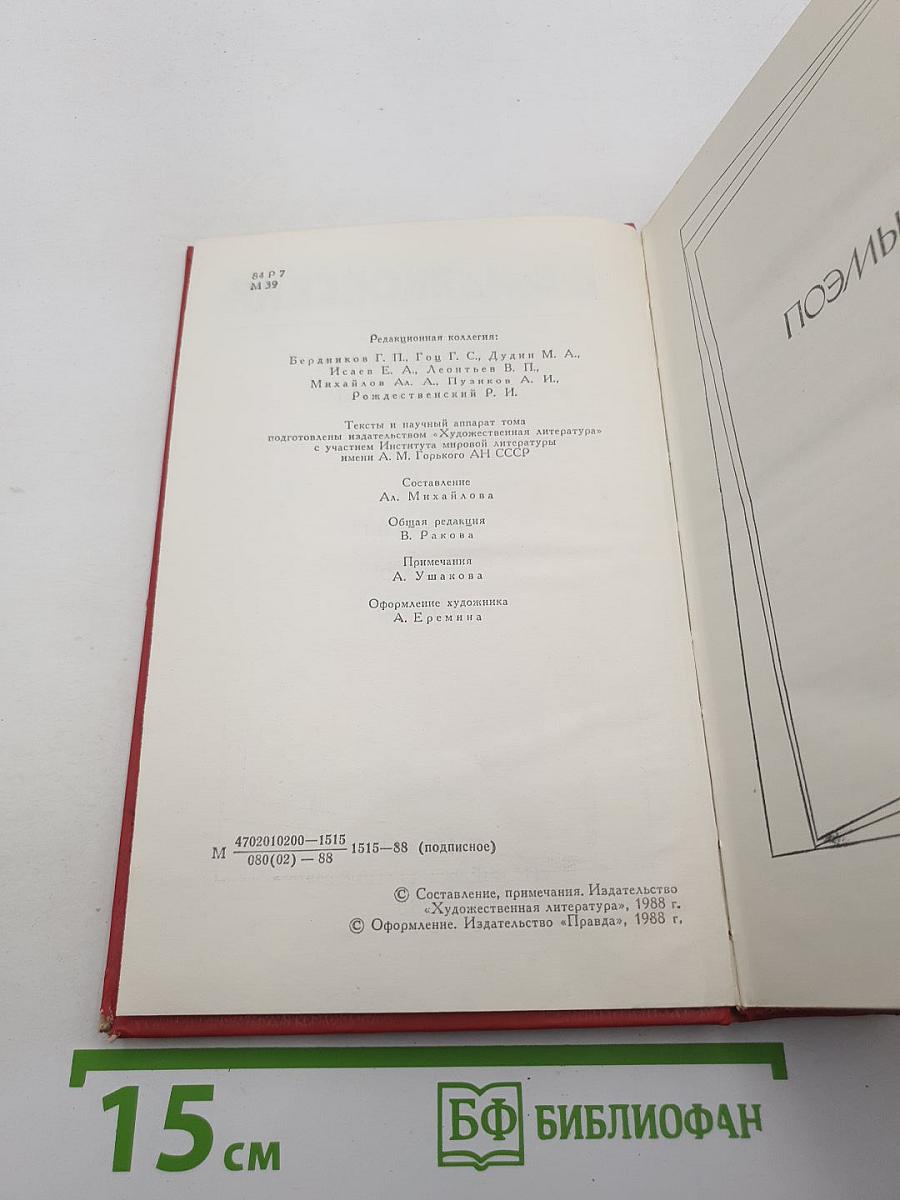 84 Р 7
М 39
Редакционная коллегия:
Бердников Г. П., Гоц Г. С., Дудин М. А.,
Исаев Е. А., Леонтьев В. П.,
Михайлов Ал. А., Пузиков А. И.,
Рождественский Р. И.
Тексты и научный аппарат тома
подготовлены издательством «Художественная литература»
с участием Института мировой литературы
имени А. М. Горького АН СССР
Составление
Ал. Михайлова
Общая редакция
В. Ракова
Примечания
А. Ушакова
Оформление художника
А. Еремина
М 4702010200—1515
080(02) — 88 1515—88 (подписное)
© Составление, примечания. Издательство
«Художественная литература», 1988 г.
© Оформление. Издательство «Правда», 1988 г.
ПОЭМЫ
15 см
БФ БИБЛИОФАН